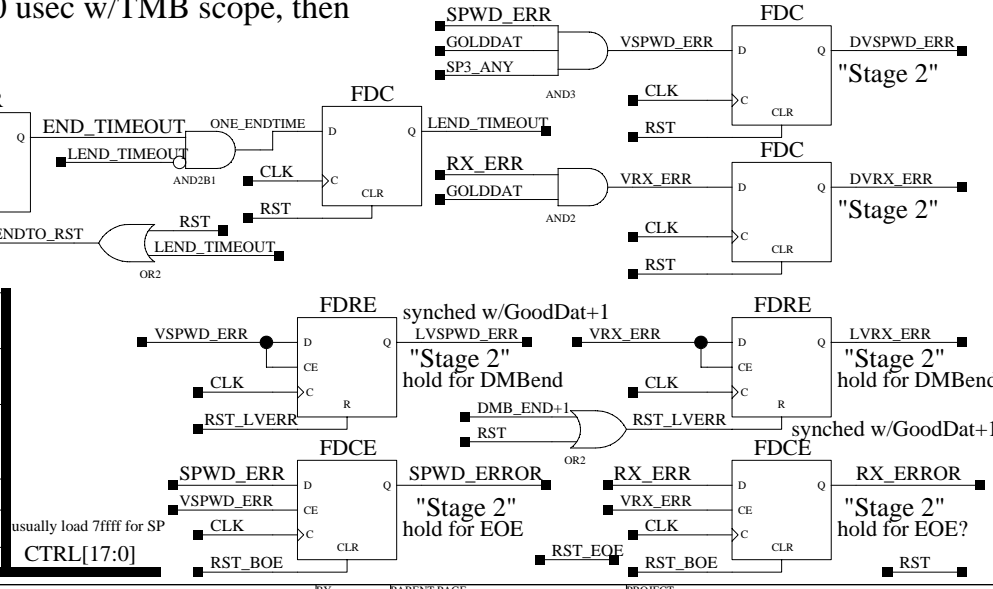 0 usec w/TMB scope, then
SPWD_ERR
GOLDDAT
SP3_ANY
AND3
VSPWD_ERR
FDC
D
Q
DVSPWD_ERR
"Stage 2"
CLK
C
CLR
RST
Q
END_TIMEOUT
LEND_TIMEOUT
AND2B1
ONE_ENDTIME
FDC
D
Q
LEND_TIMEOUT
CLK
C
CLR
RST
RX_ERR
GOLDDAT
AND2
VRX_ERR
FDC
D
Q
DVRX_ERR
"Stage 2"
CLK
C
CLR
RST
ENDTO_RST
RST
LEND_TIMEOUT
OR2
FDRE
synched w/GoodDat+1
VSPWD_ERR
D
Q
LVSPWD_ERR
"Stage 2"
CE
hold for DMBend
CLK
C
R
RST_LVERR
FDRE
VRX_ERR
D
Q
LVRX_ERR
"Stage 2"
CE
hold for DMBend
CLK
C
R
DMB_END+1
RST
OR2
RST_LVERR
synched w/GoodDat+1
FDCE
SPWD_ERR
D
Q
SPWD_ERROR
VSPWD_ERR
CE
"Stage 2"
CLK
C
hold for EOE
CLR
RST_BOE
FDCE
RX_ERR
D
Q
RX_ERROR
VRX_ERR
CE
"Stage 2"
CLK
C
hold for EOE?
CLR
RST_EOE
RST_BOE
RST
usually load 7ffff for SP
CTRL[17:0]